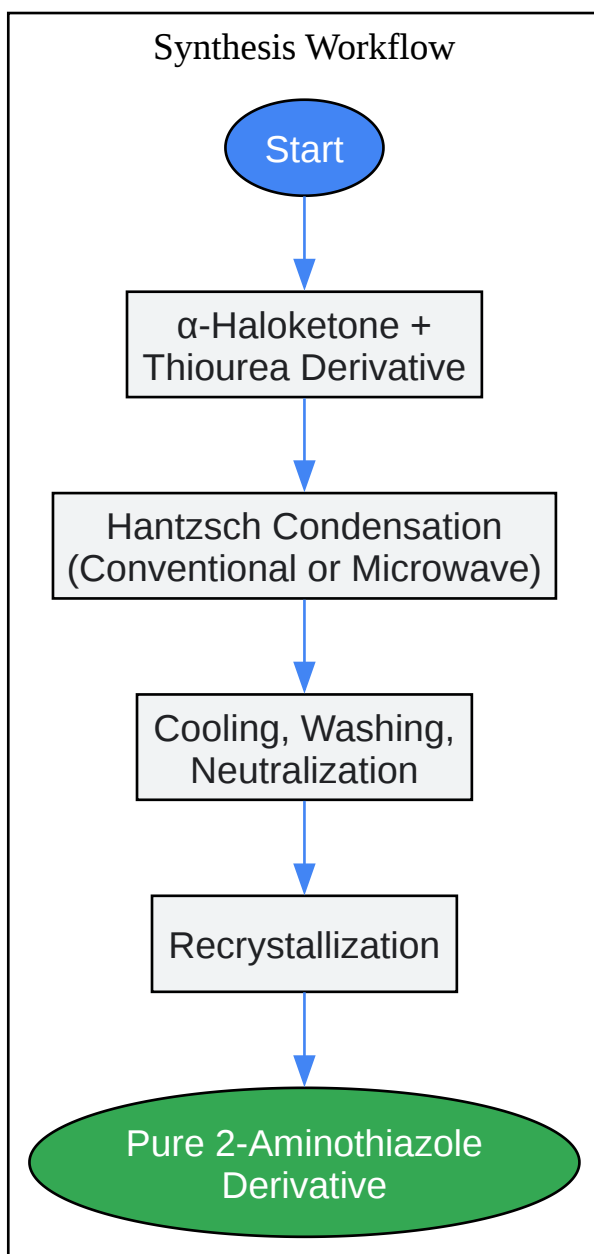 Synthesis Workflow
Start
α-Haloketone +
Thiourea Derivative
Hantzsch Condensation
(Conventional or Microwave)
Cooling, Washing,
Neutralization
Recrystallization
Pure 2-Aminothiazole
Derivative